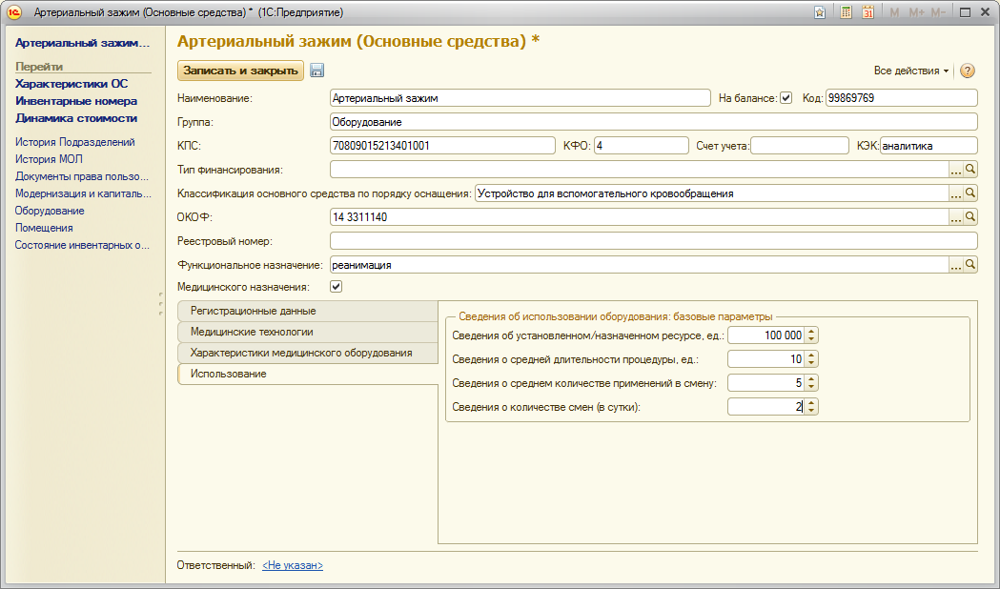 Артериальный зажим (Основные средства) * (1С:Предприятие)
31 M M+ M-
Артериальный зажим...
Перейти
Характеристики ОС
Инвентарные номера
Динамика стоимости
История Подразделений
История МОЛ
Документы права пользо...
Модернизация и капиталь...
Оборудование
Помещения
Состояние инвентарных о...
Артериальный зажим (Основные средства) *
Записать и закрыть
Все действия
Наименование: Артериальный зажим На балансе: Код: 99869769
Группа: Оборудование
КПС: 70809015213401001 КФО: 4 Счет учета: КЭК: аналитика
Тип финансирования: ...
Классификация основного средства по порядку оснащения: Устройство для вспомогательного кровообращения ...
ОКОФ: 14 3311140 ...
Реестровый номер:
Функциональное назначение: реанимация ...
Медицинского назначения:
Регистрационные данные
Медицинские технологии
Характеристики медицинского оборудования
Использование
Сведения об использовании оборудования: базовые параметры
Сведения об установленном/назначенном ресурсе, ед.: 100 000
Сведения о средней длительности процедуры, ед.: 10
Сведения о среднем количестве применений в смену: 5
Сведения о количестве смен (в сутки): 2
Ответственный: <Не указан>